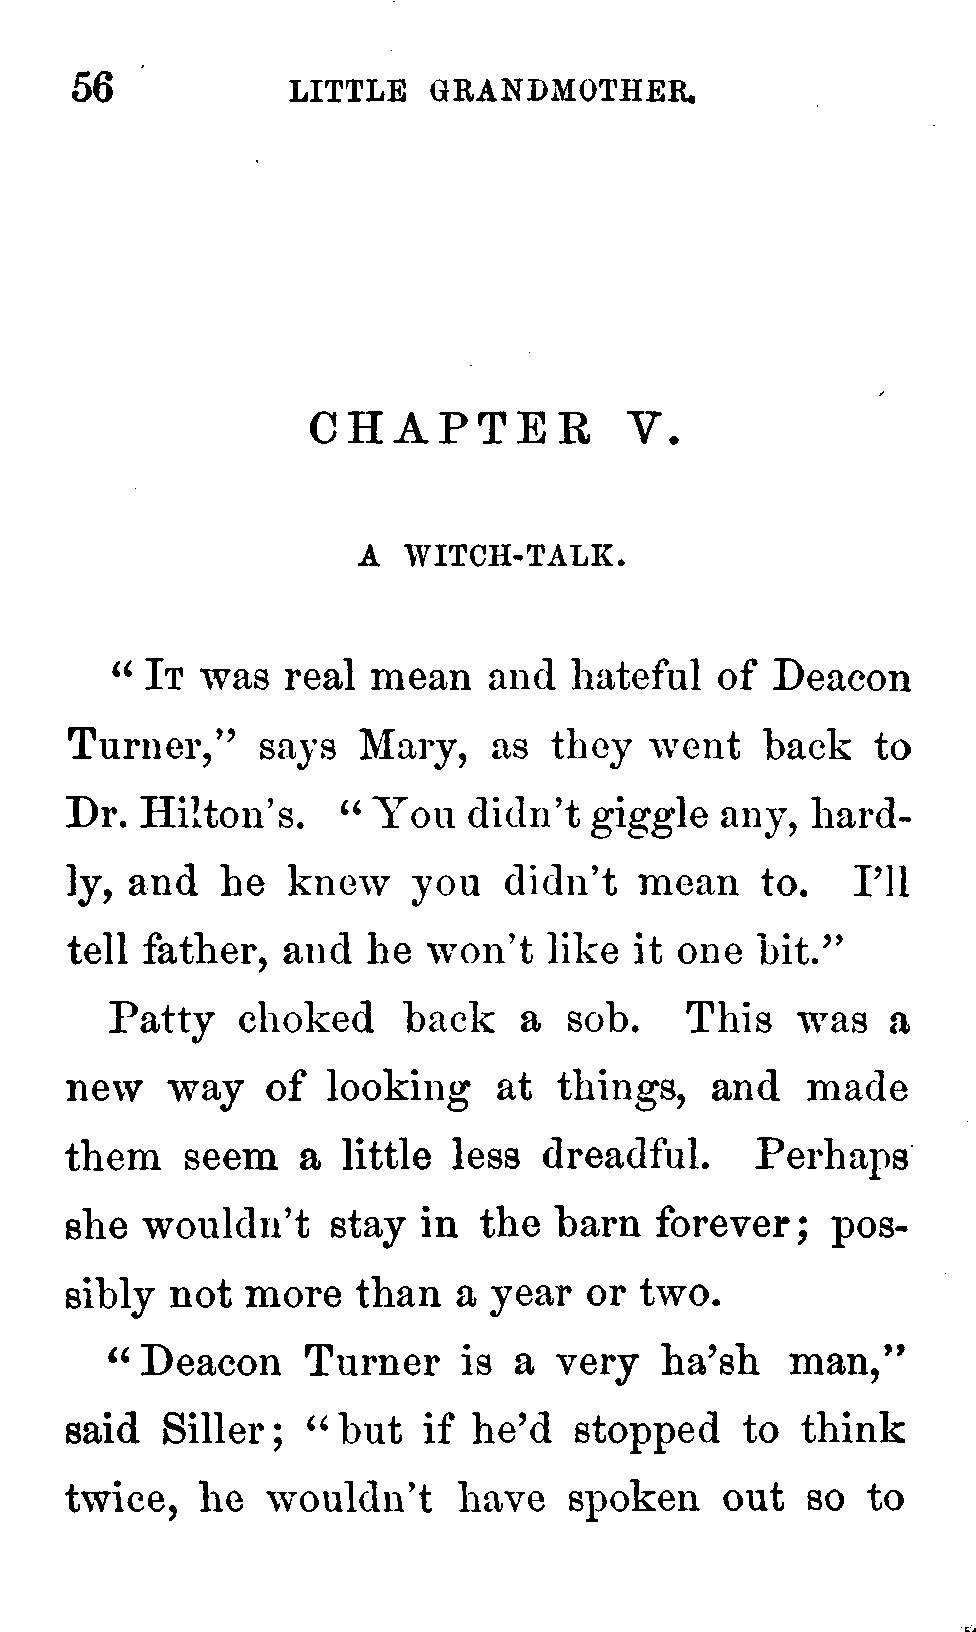 56 LITTLE GRANDMOTHER.
CHAPTER V.
A WITCH-TALK.
“ IT was real mean and hateful of Deacon
Turner,” says Mary, as they went back to
Dr. Hilton’s. “ You didn’t giggle any, hard-
ly, and he knew you didn’t mean to. I’ll
tell father, and he won’t like it one bit.”
Patty choked back a sob. This was a
new way of looking at things, and made
them seem a little less dreadful. Perhaps
she wouldn’t stay in the barn forever; pos-
sibly not more than a year or two.
“ Deacon Turner is a very ha’sh man,”
said Siller; “but if he’d stopped to think
twice, he wouldn’t have spoken out so to